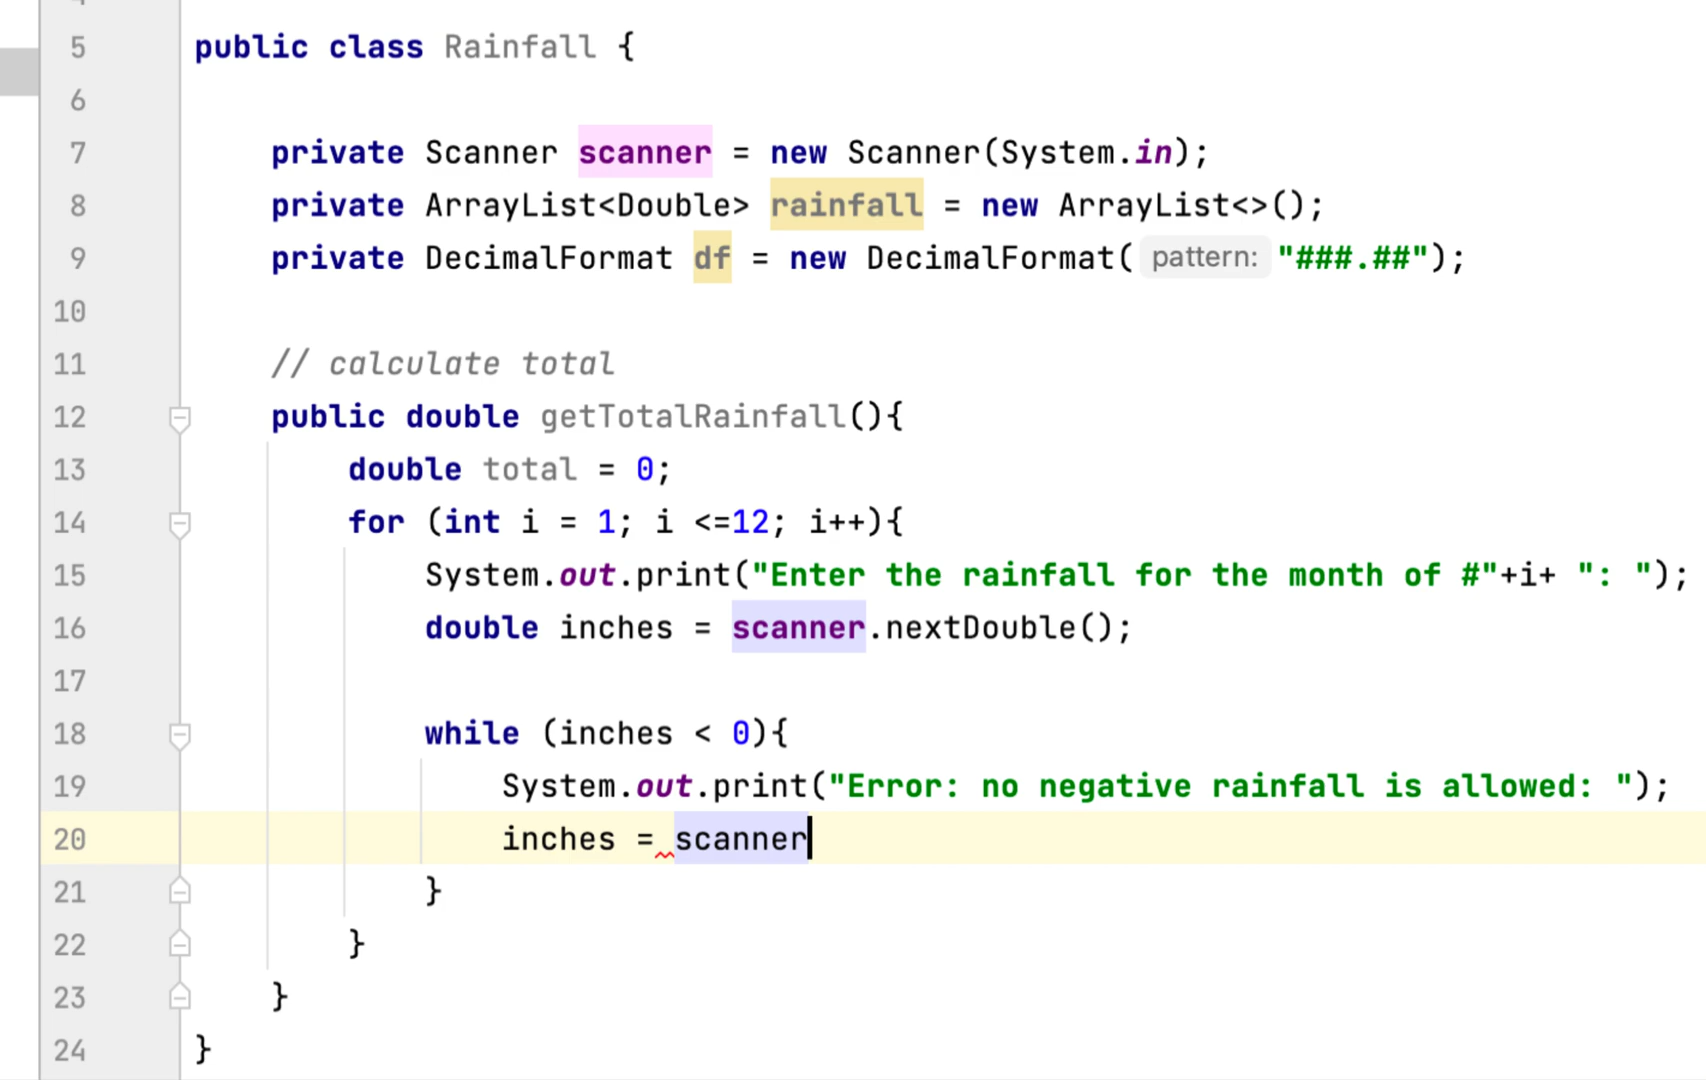 5 public class Rainfall {
6
7 private Scanner scanner = new Scanner(System.in);
8 private ArrayList<Double> rainfall = new ArrayList<>();
9 private DecimalFormat df = new DecimalFormat( pattern: "###.##");
10
11 // calculate total
12 public double getTotalRainfall(){
13 double total = 0;
14 for (int i = 1; i <=12; i++){
15 System.out.print("Enter the rainfall for the month of #"+i+ ": ");
16 double inches = scanner.nextDouble();
17
18 while (inches < 0){
19 System.out.print("Error: no negative rainfall is allowed: ");
20 inches = scanner
21 }
22 }
23 }
24 }